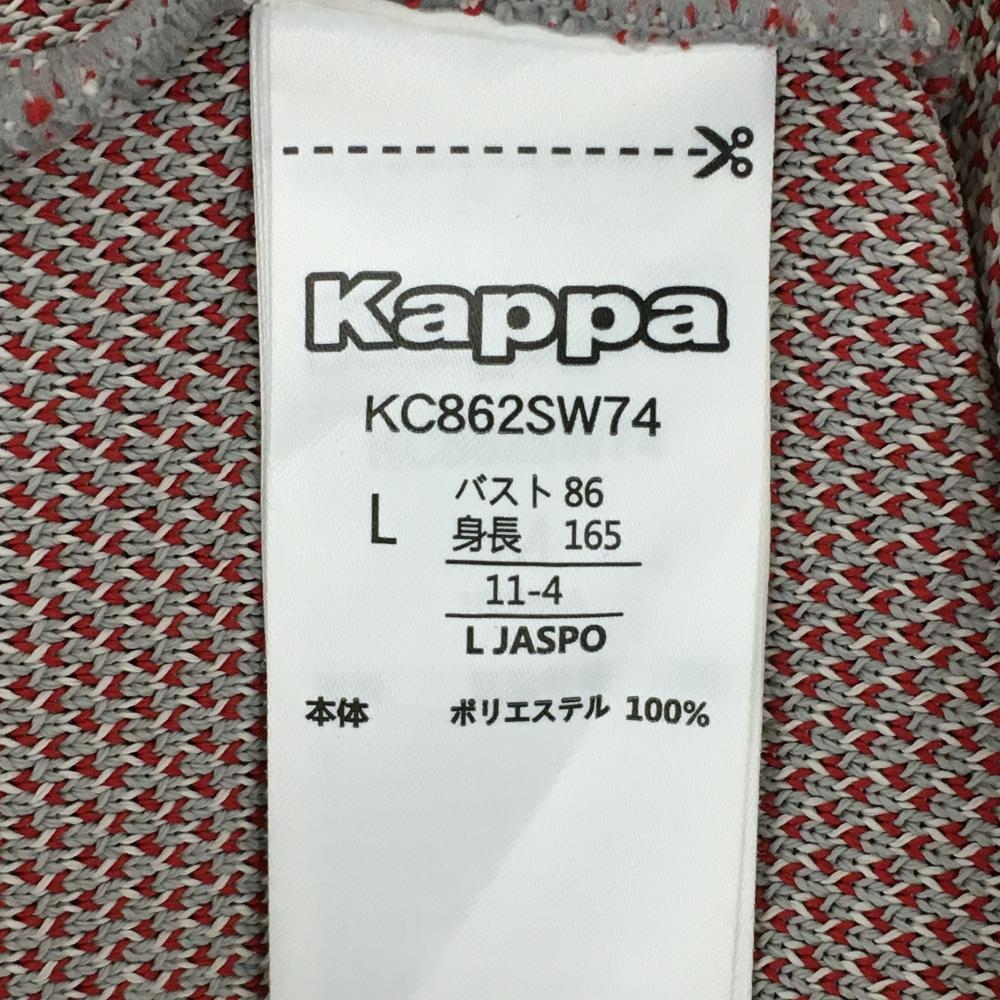 Kappa
KC862SW74
L
バスト 86
身長 165
11-4
L JASPO
本体 ポリエステル 100%